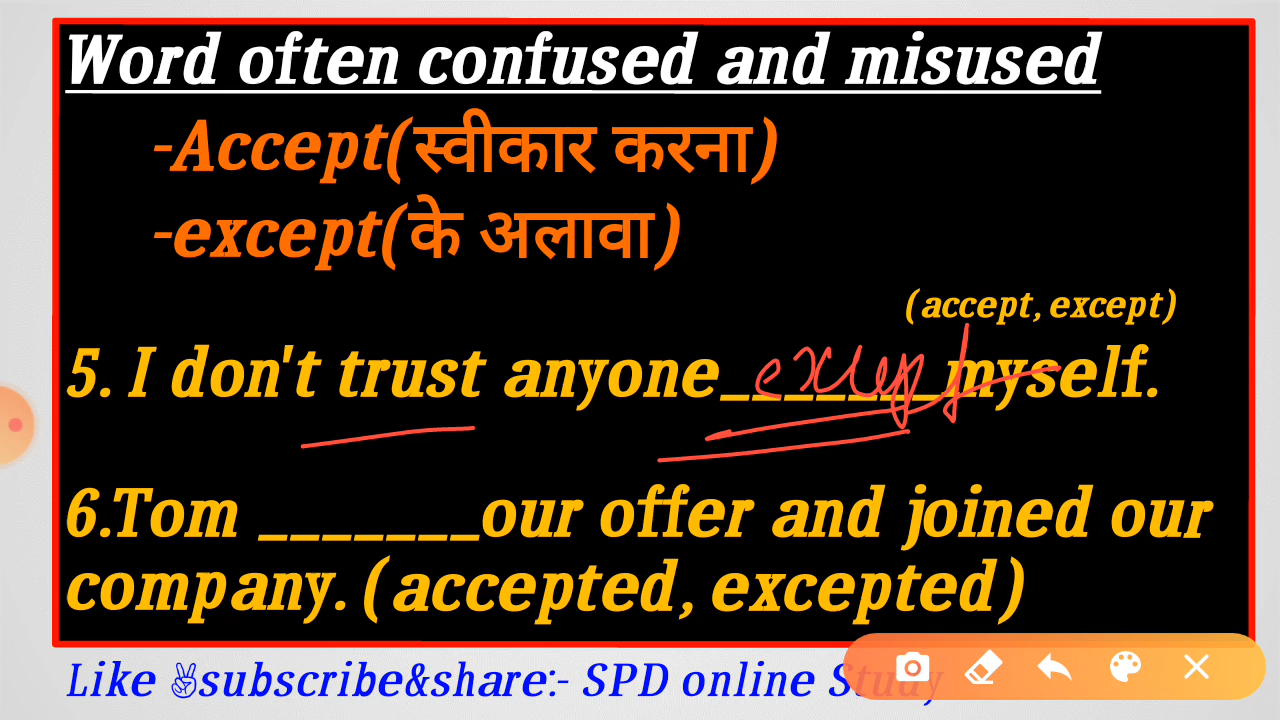 Word often confused and misused
-Accept(स्वीकार करना)
-except(के अलावा)
(accept, except)
5. I don't trust anyone_______myself.
except
6.Tom _______our offer and joined our
company. (accepted, excepted)
Like ✌subscribe&share:- SPD online Study